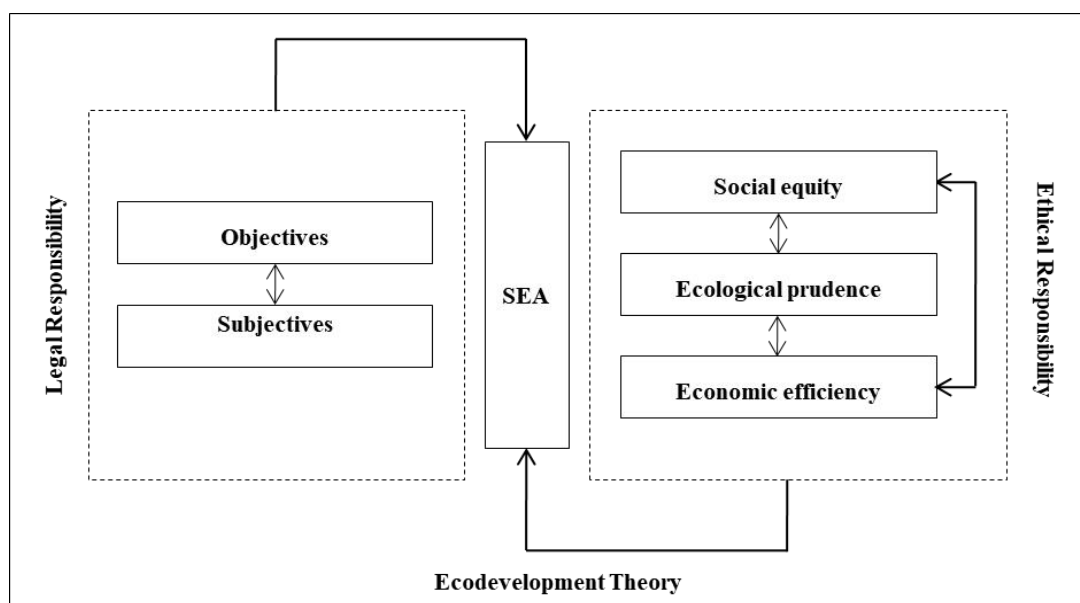 Legal Responsibility
Objectives
Subjectives
SEA
Social equity
Ecological prudence
Economic efficiency
Ethical Responsibility
Ecodevelopment Theory